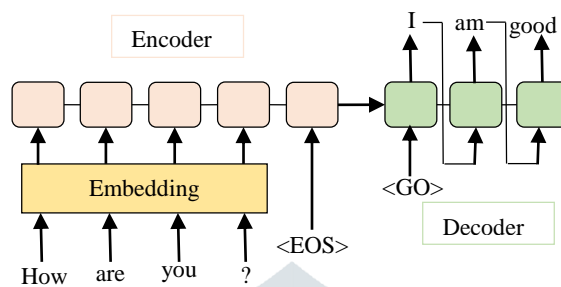 I am good
Encoder
Embedding
<GO>
Decoder
<EOS>
How are you ?